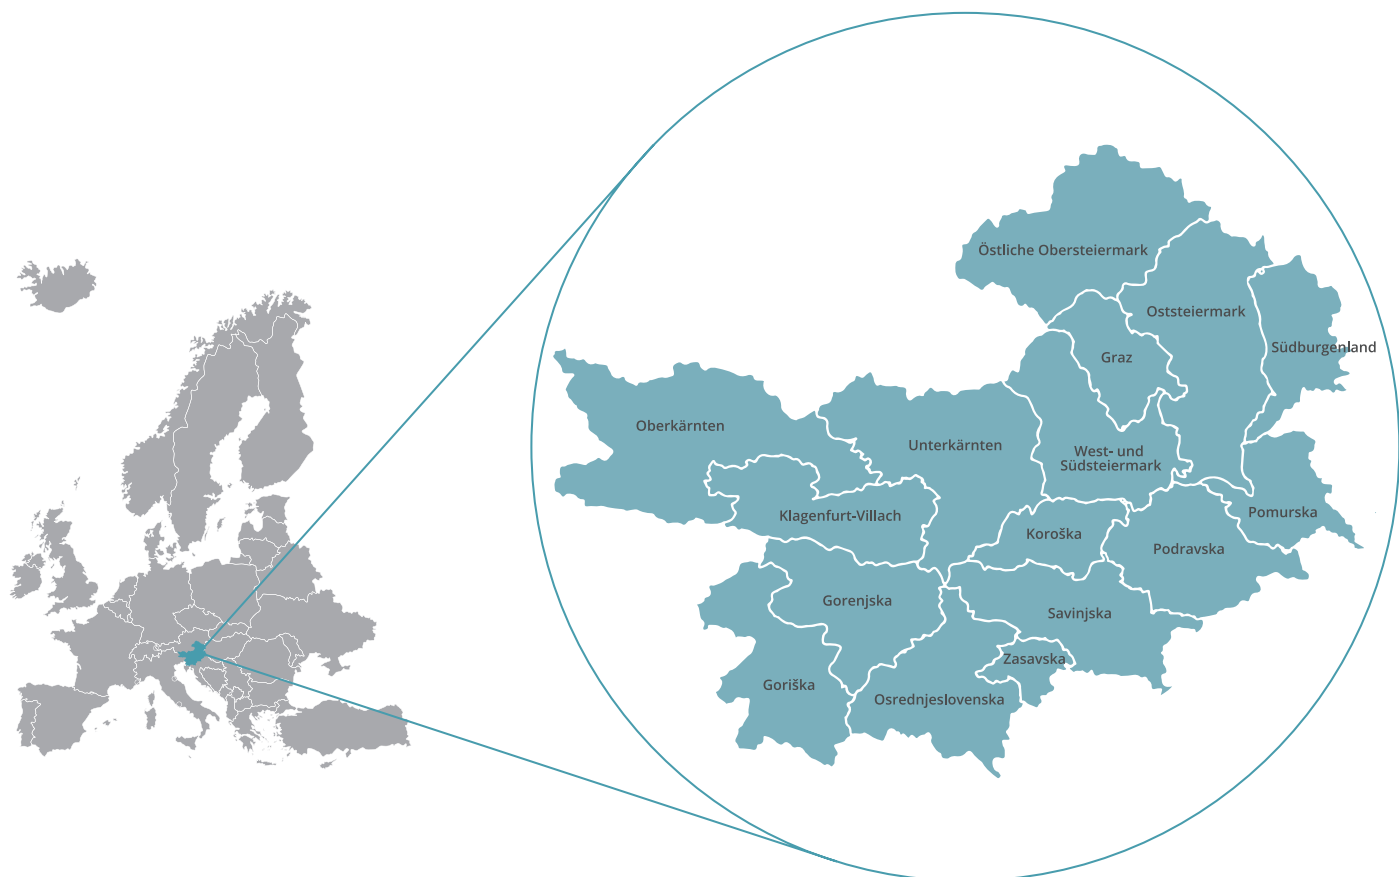 Östliche Obersteiermark
Oststeiermark
Südburgenland
Graz
Oberkärnten
Unterkärnten
West- und
Südsteiermark
Klagenfurt-Villach
Koroška
Pomurska
Podravska
Gorenjska
Savinjska
Zasavska
Goriška
Osrednjeslovenska